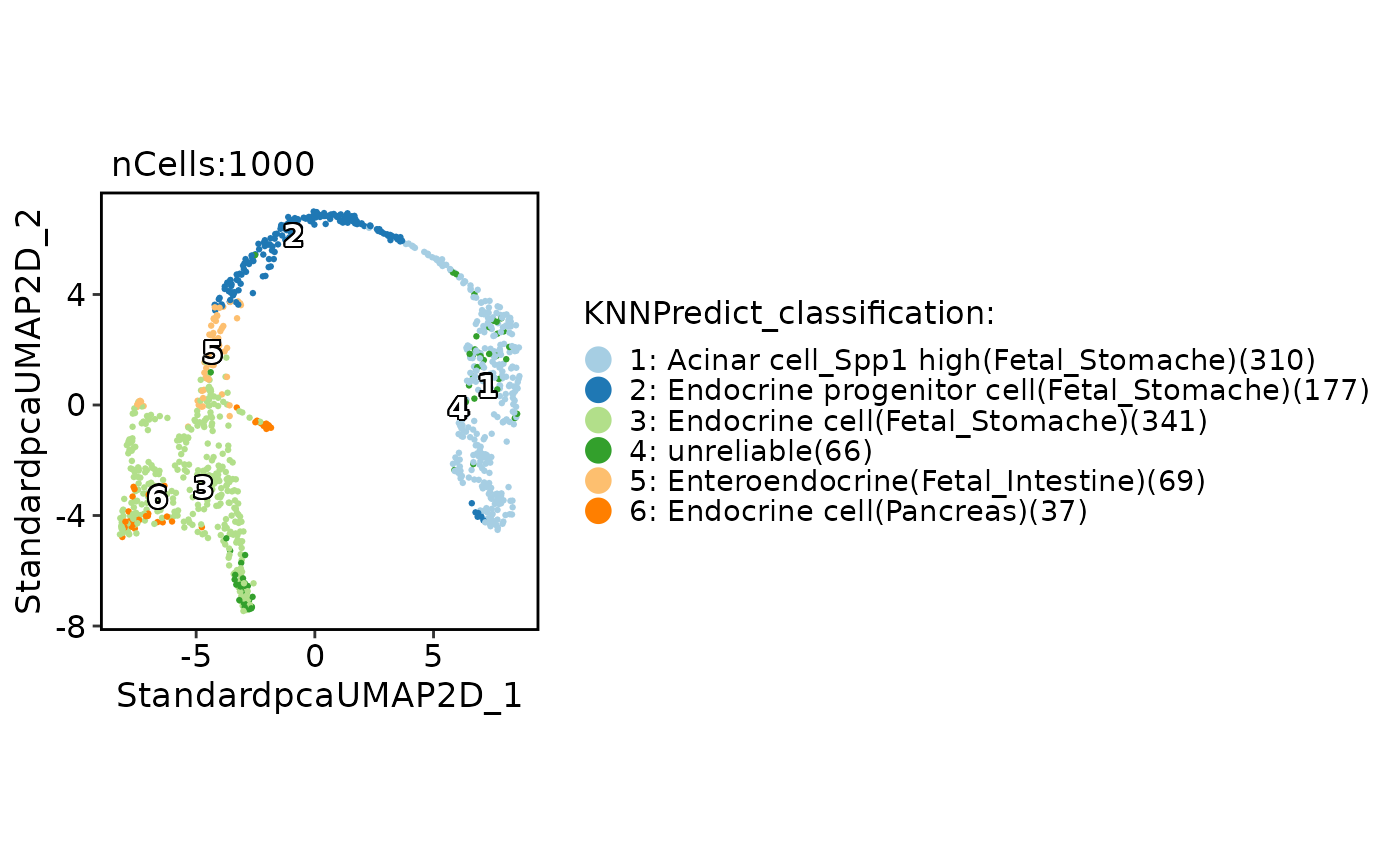 nCells:1000
StandardpcaUMAP2D_2
4
0
-4
-8
2
5
1
4
3
6
-5
0
5
StandardpcaUMAP2D_1
KNNPredict_classification:
1: Acinar cell_Spp1 high(Fetal_Stomache)(310)
2: Endocrine progenitor cell(Fetal_Stomache)(177)
3: Endocrine cell(Fetal_Stomache)(341)
4: unreliable(66)
5: Enteroendocrine(Fetal_Intestine)(69)
6: Endocrine cell(Pancreas)(37)